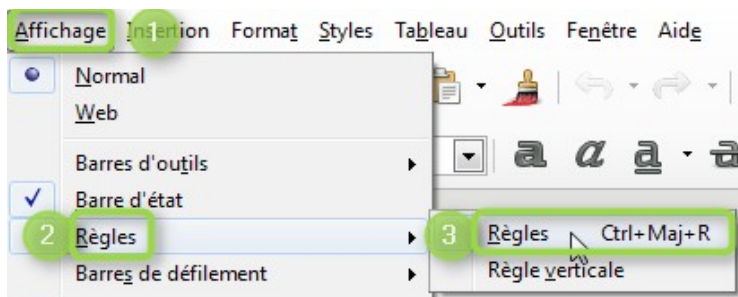 Affichage 1 Insertion Format Styles Tableau Outils Fenêtre Aide
Normal
Web
Barres d'outils
Barre d'état
2 Règles
3 Règles Ctrl+Maj+R
Barres de défilement
Règle verticale